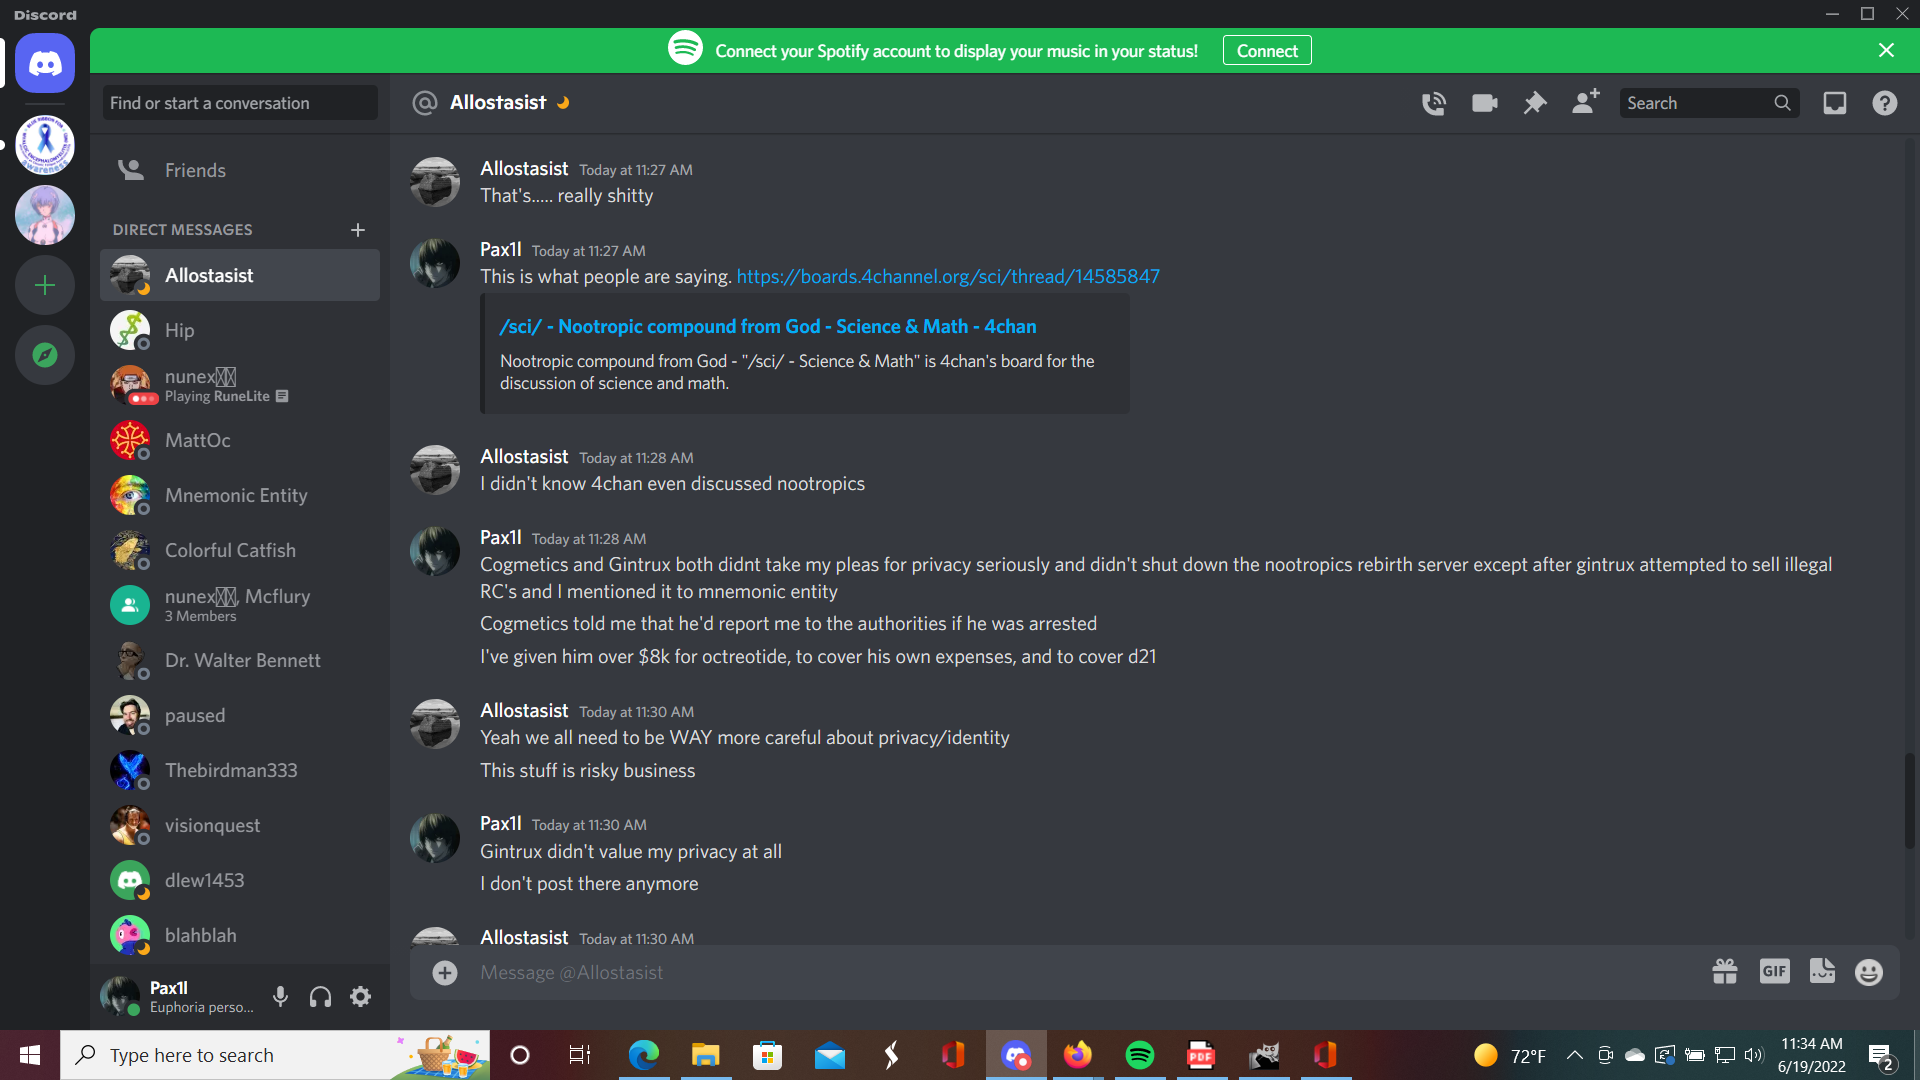 Discord
Connect your Spotify account to display your music in your status!
Connect
Find or start a conversation
Allostasist
Search
Friends
DIRECT MESSAGES
Allostasist
Hip
nunex
Playing RuneLite
MattOc
Mnemonic Entity
Colorful Catfish
nunex, Mcflury
3 Members
Dr. Walter Bennett
paused
Thebirdman333
visionquest
dlew1453
blahblah
Pax1l
Euphoria perso...
Allostasist Today at 11:27 AM
That's..... really shitty
Pax1l Today at 11:27 AM
This is what people are saying. https://boards.4channel.org/sci/thread/14585847
/sci/ - Nootropic compound from God - Science & Math - 4chan
Nootropic compound from God - "/sci/ - Science & Math" is 4chan's board for the
discussion of science and math.
Allostasist Today at 11:28 AM
I didn't know 4chan even discussed nootropics
Pax1l Today at 11:28 AM
Cogmetics and Gintrux both didnt take my pleas for privacy seriously and didn't shut down the nootropics rebirth server except after gintrux attempted to sell illegal
RC's and I mentioned it to mnemonic entity
Cogmetics told me that he'd report me to the authorities if he was arrested
I've given him over $8k for octreotide, to cover his own expenses, and to cover d21
Allostasist Today at 11:30 AM
Yeah we all need to be WAY more careful about privacy/identity
This stuff is risky business
Pax1l Today at 11:30 AM
Gintrux didn't value my privacy at all
I don't post there anymore
Allostasist Today at 11:30 AM
Message @Allostasist
GIF
Type here to search
PDF
72°F
11:34 AM
6/19/2022
2